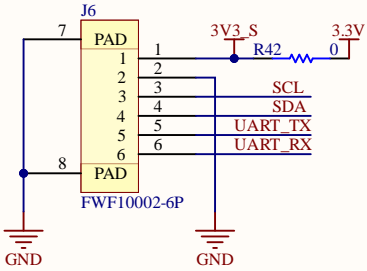 J6
7
PAD
1
1
3V3_S
R42
0
3.3V
2
2
3
3
SCL
4
4
SDA
5
5
UART_TX
6
6
UART_RX
8
PAD
FWF10002-6P
GND
GND